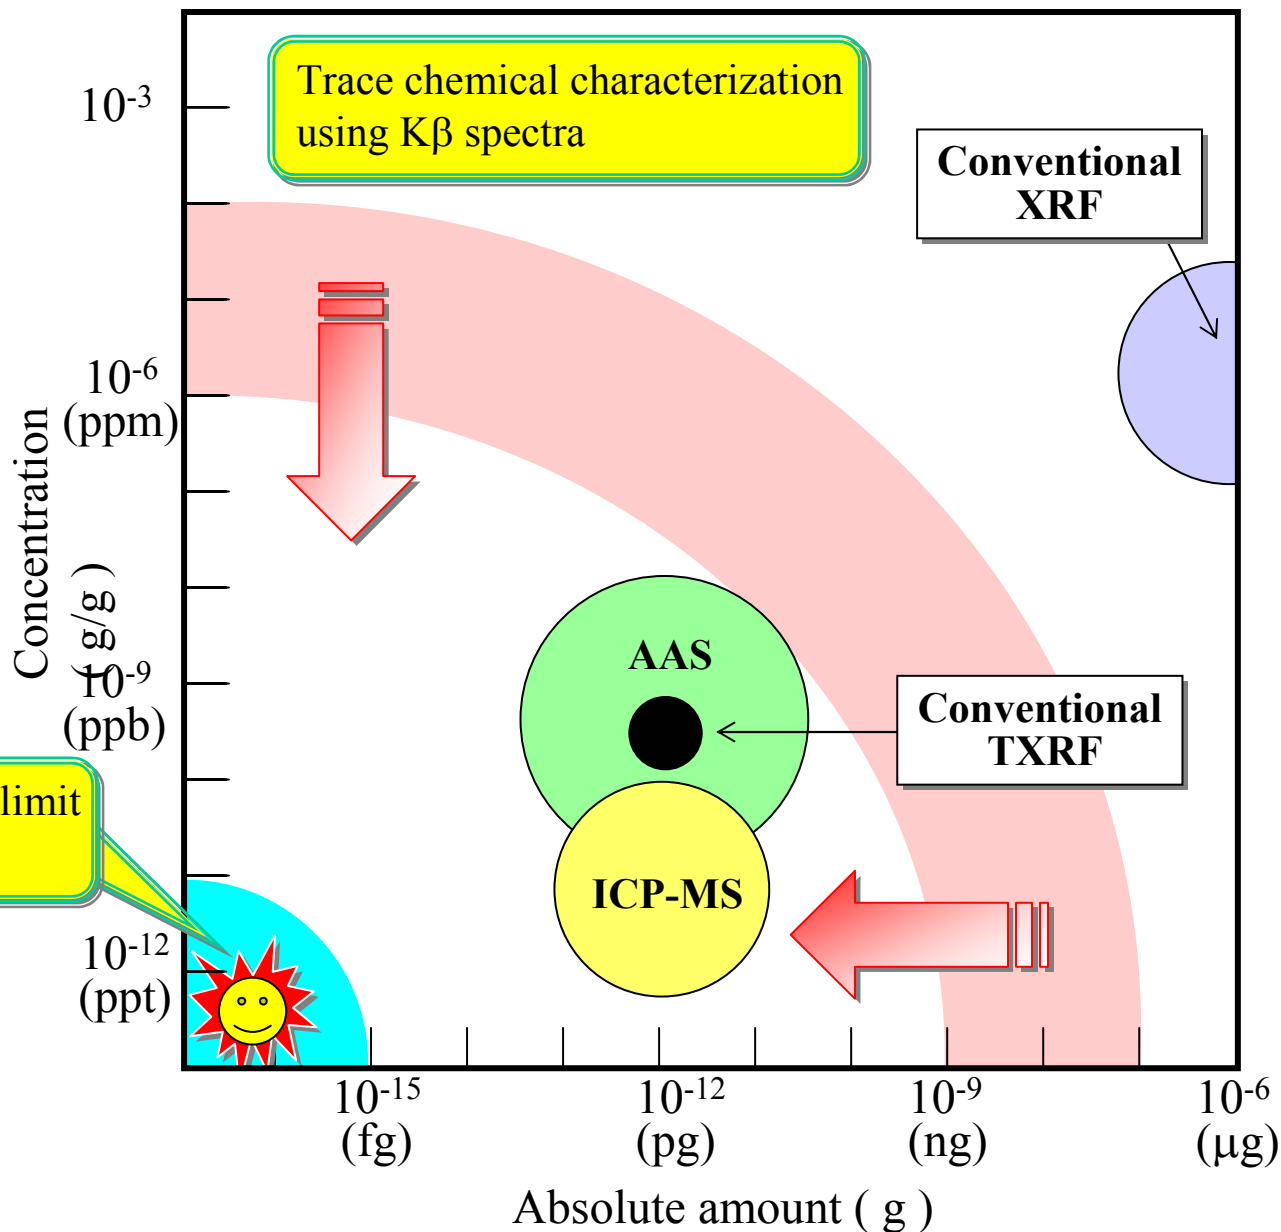 Trace chemical characterization
using Kβ spectra
10⁻³
Conventional
XRF
10⁻⁶
(ppm)
Concentration
( g/g )
AAS
10⁻⁹
(ppb)
Conventional
TXRF
limit
ICP-MS
10⁻¹²
(ppt)
10⁻¹⁵
(fg)
10⁻¹²
(pg)
10⁻⁹
(ng)
10⁻⁶
(μg)
Absolute amount ( g )